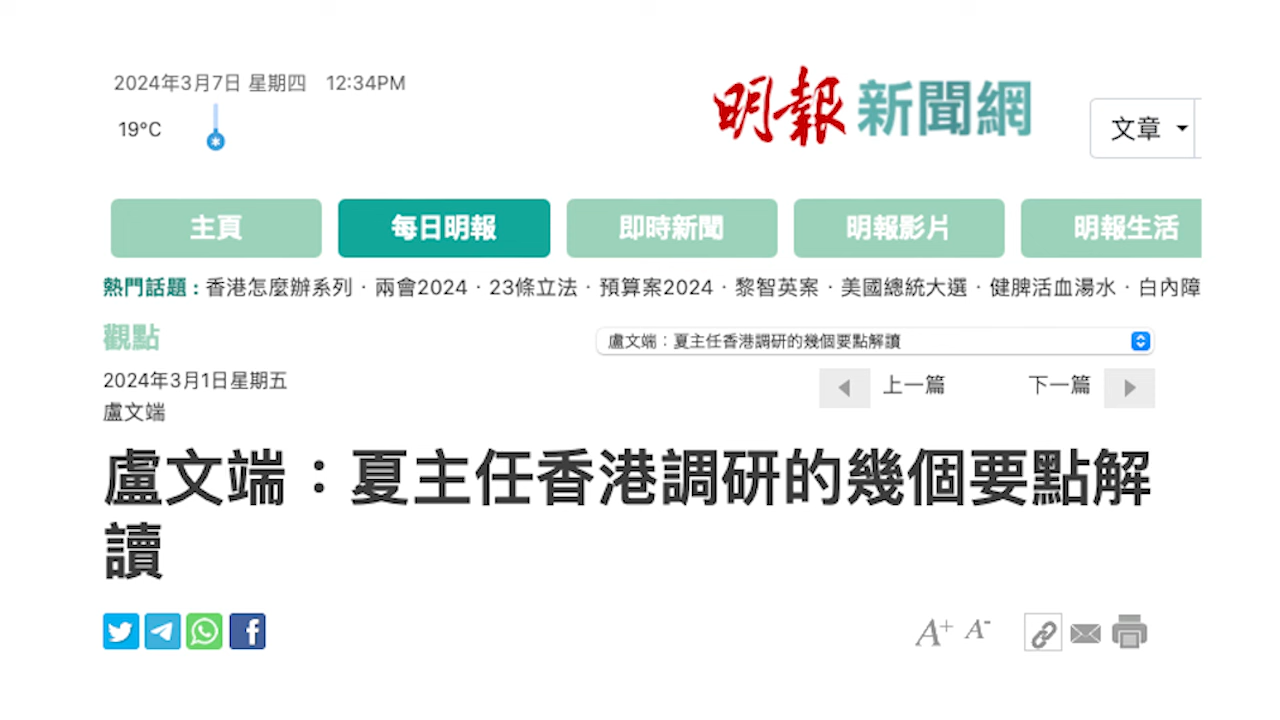 2024年3月7日 星期四 12:34PM
19°C
明報 新聞網
文章
主頁 每日明報 即時新聞 明報影片 明報生活
熱門話題 : 香港怎麼辦系列 · 兩會2024 · 23條立法 · 預算案2024 · 黎智英案 · 美國總統大選 · 健脾活血湯水 · 白內障
觀點
盧文端︰夏主任香港調研的幾個要點解讀
2024年3月1日星期五
上一篇 下一篇
盧文端
盧文端︰夏主任香港調研的幾個要點解
讀
A+ A-